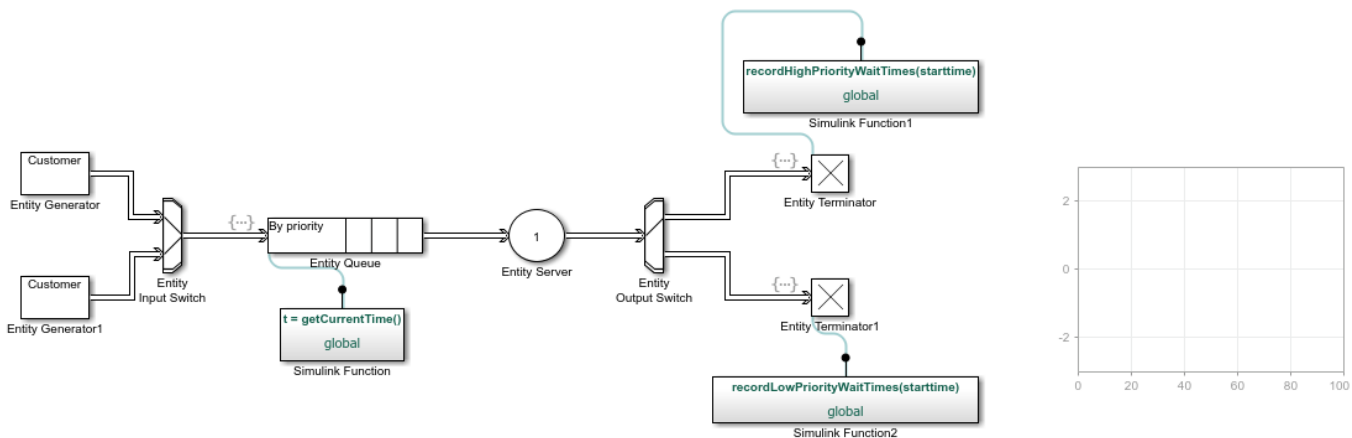 recordHighPriorityWaitTimes(starttime)
global
Simulink Function1
Customer
Entity Generator
{...}
Entity Terminator
{...}
By priority
Entity Queue
1
Entity Server
Entity
Input Switch
Entity
Output Switch
Customer
Entity Generator1
t = getCurrentTime()
global
Simulink Function
{...}
Entity Terminator1
recordLowPriorityWaitTimes(starttime)
global
Simulink Function2
2
0
-2
0 20 40 60 80 100